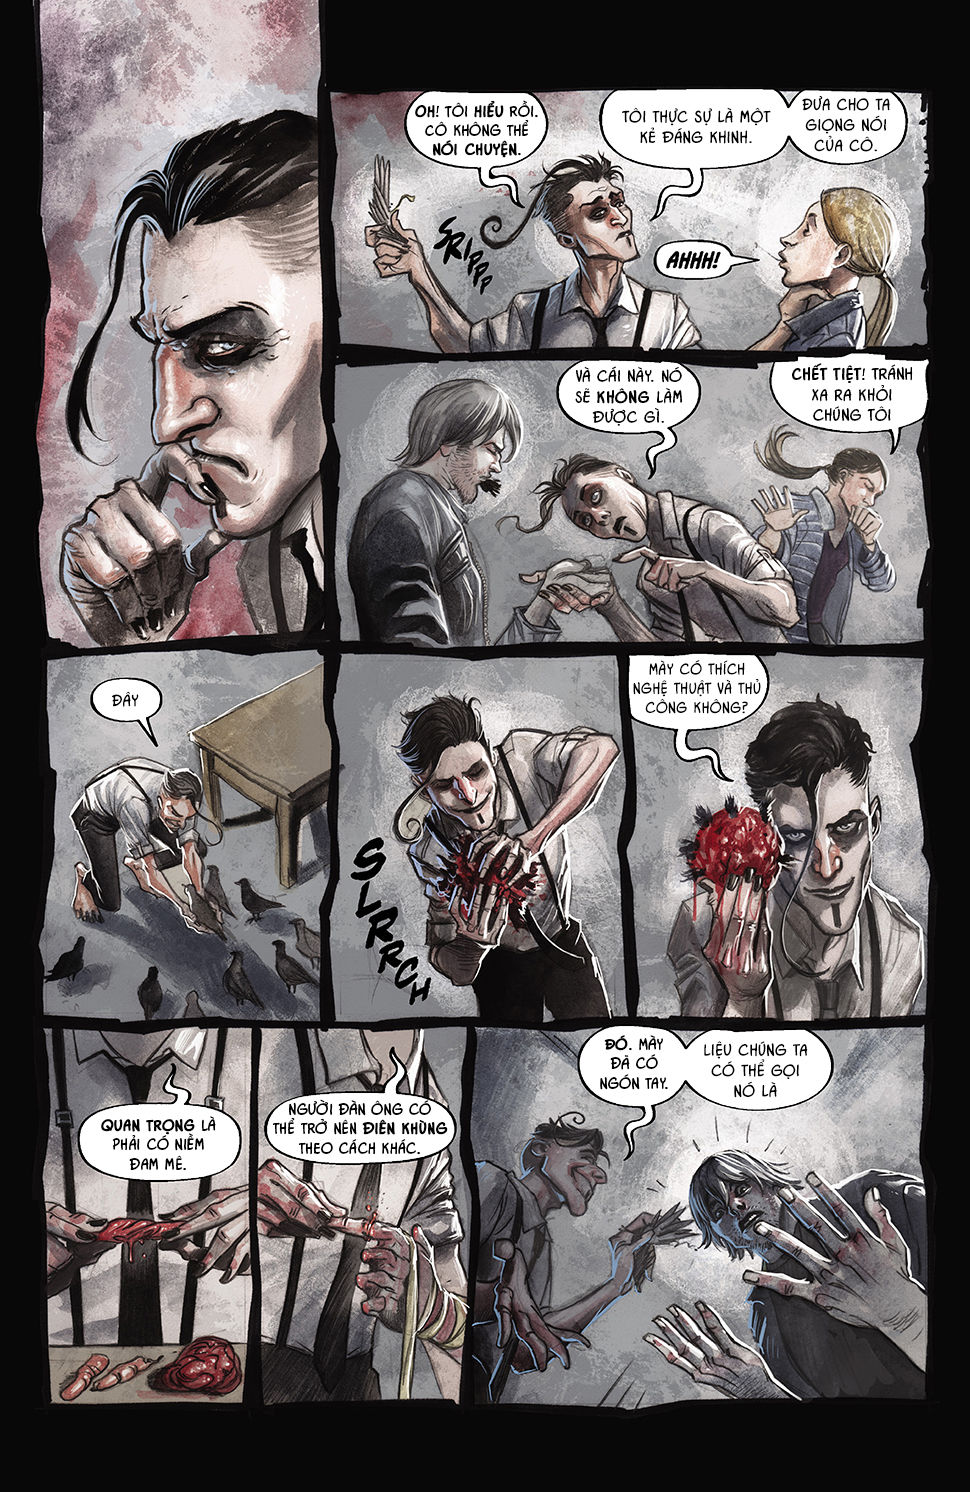 OH! TÔI HIỂU RỒI.
CÔ KHÔNG THỂ
NÓI CHUYỆN.
TÔI THỰC SỰ LÀ MỘT
KẺ ĐÁNG KHINH.
ĐƯA CHO TA
GIỌNG NÓI
CỦA CÔ.
SRIPPP
AHHH!
VÀ CÁI NÀY. NÓ
SẼ KHÔNG LÀM
ĐƯỢC GÌ.
CHẾT TIỆT! TRÁNH
XA RA KHỎI
CHÚNG TÔI
ĐÂY
SLRRRCH
MÀY CÓ THÍCH
NGHỆ THUẬT VÀ THỦ
CÔNG KHÔNG?
QUAN TRỌNG LÀ
PHẢI CÓ NIỀM
ĐAM MÊ.
NGƯỜI ĐÀN ÔNG CÓ
THỂ TRỞ NÊN ĐIÊN KHÙNG
THEO CÁCH KHÁC.
ĐÓ. MÀY
ĐÃ CÓ
NGÓN TAY.
LIỆU CHÚNG TA
CÓ THỂ GỌI
NÓ LÀ